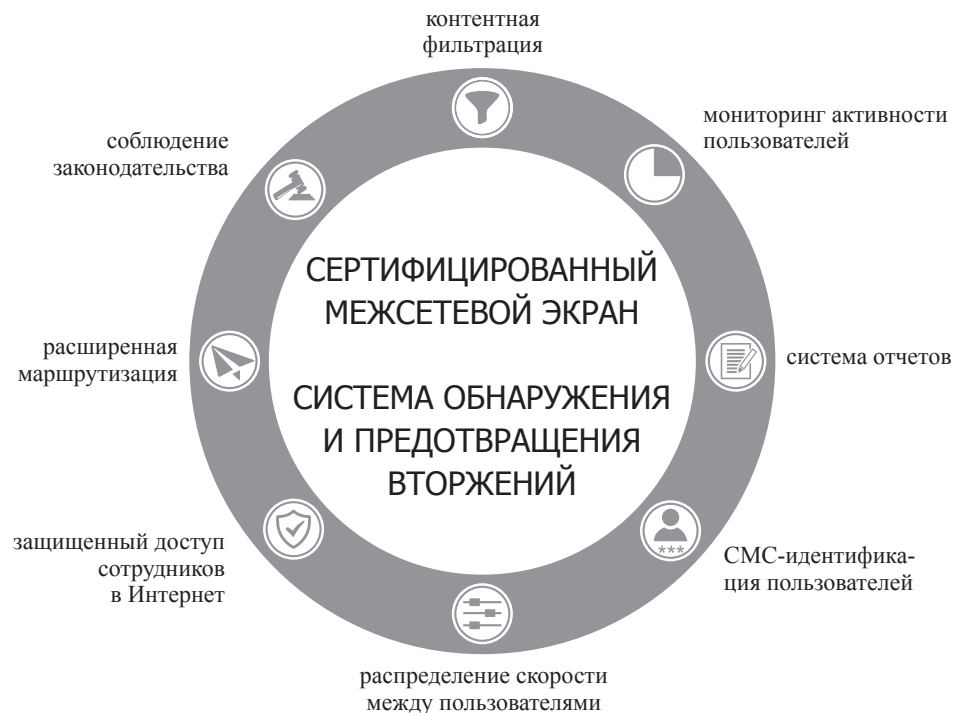 контентная
фильтрация
мониторинг активности
пользователей
система отчетов
СМС-идентифика-
ция пользователей
распределение скорости
между пользователями
защищенный доступ
сотрудников
в Интернет
расширенная
маршрутизация
соблюдение
законодательства
СЕРТИФИЦИРОВАННЫЙ
МЕЖСЕТЕВОЙ ЭКРАН
СИСТЕМА ОБНАРУЖЕНИЯ
И ПРЕДОТВРАЩЕНИЯ
ВТОРЖЕНИЙ
***